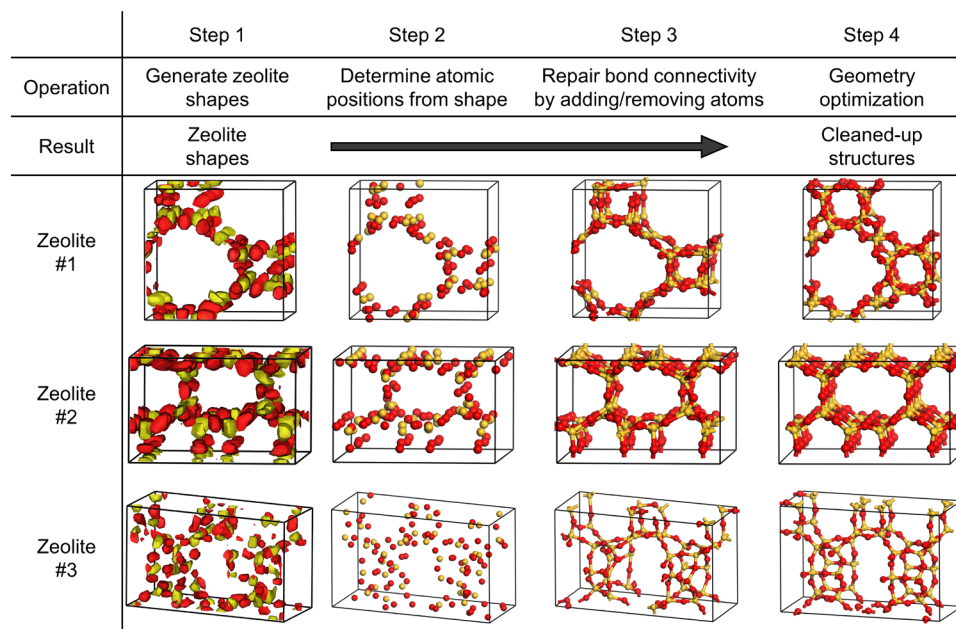 Step 1 Step 2 Step 3 Step 4
Operation
Generate zeolite
shapes
Determine atomic
positions from shape
Repair bond connectivity
by adding/removing atoms
Geometry
optimization
Result
Zeolite
shapes
Cleaned-up
structures
Zeolite
#1
Zeolite
#2
Zeolite
#3